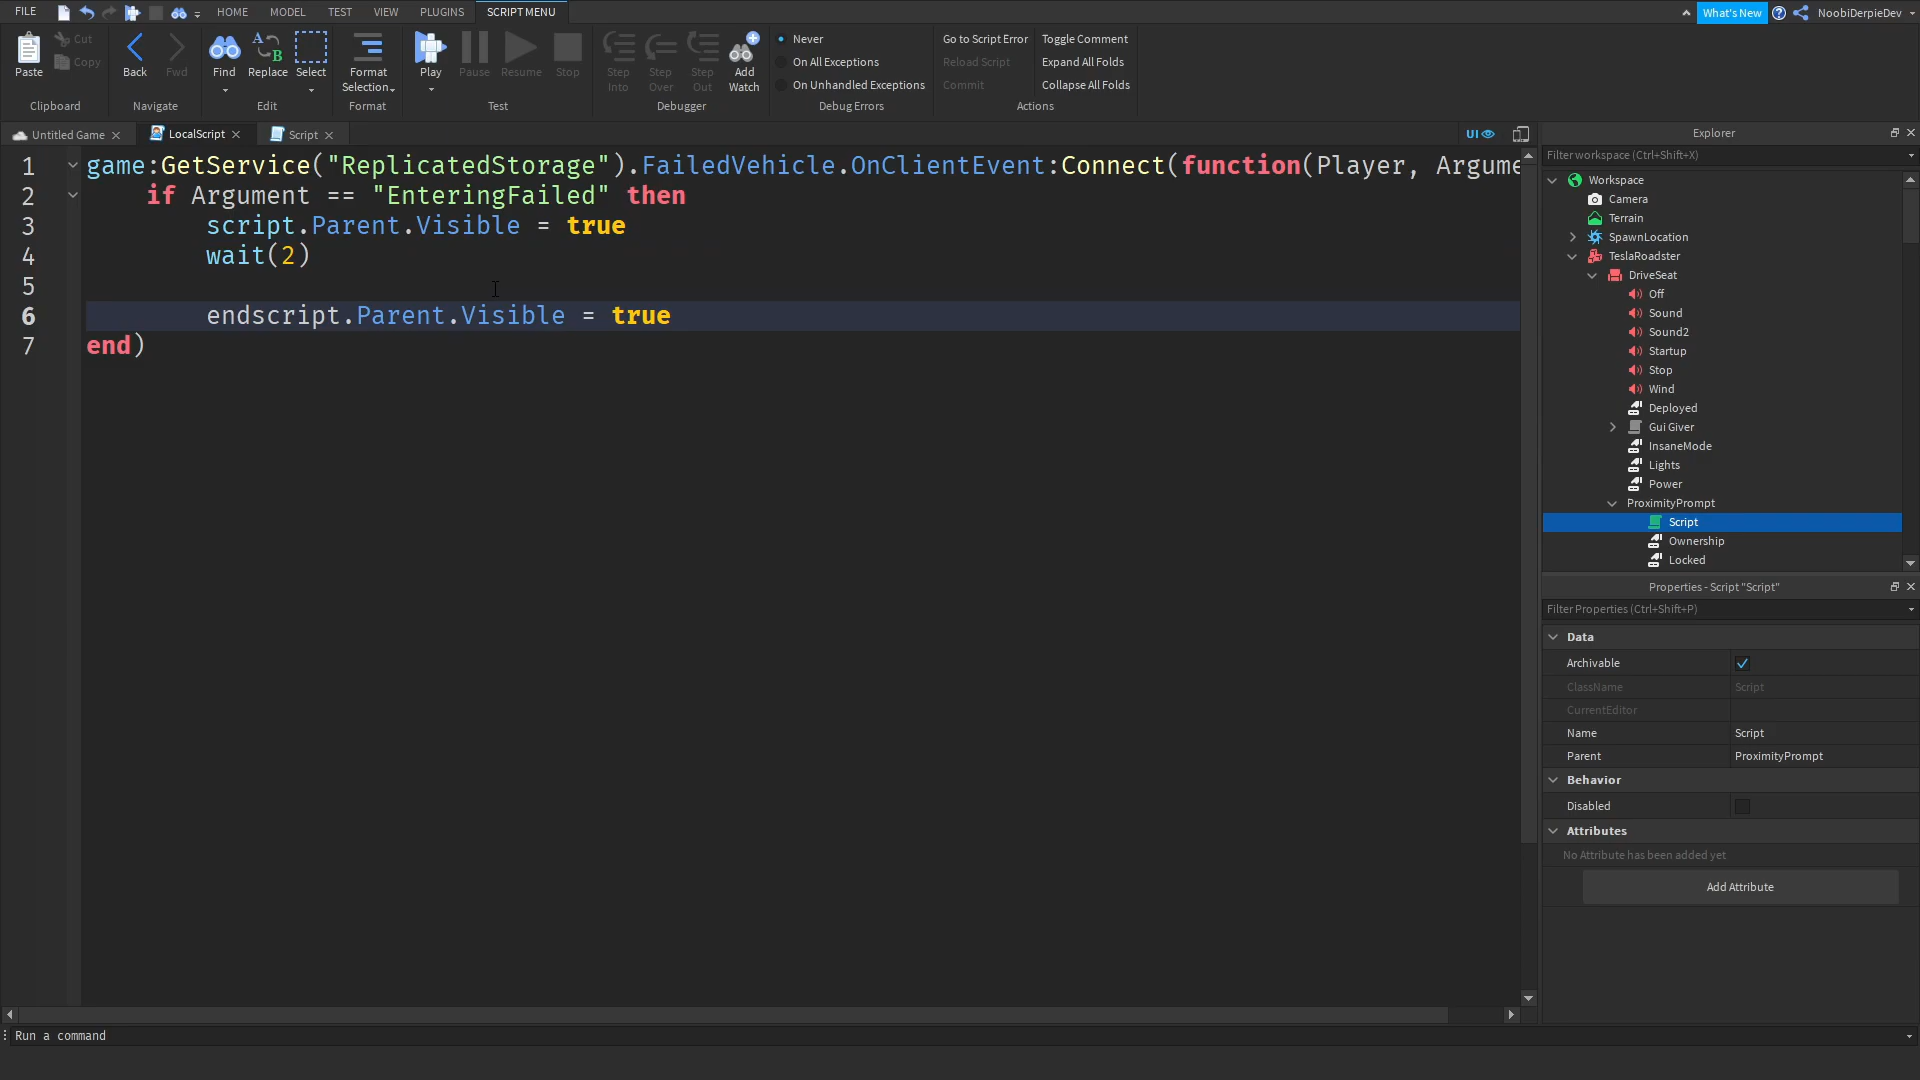 FILE HOME MODEL TEST VIEW PLUGINS SCRIPT MENU What's New NoobiDerpieDev
Paste Cut Copy Clipboard
Back Fwd Navigate
Find Replace Select Edit
Format Selection Format
Play Pause Resume Stop Test
Step Into Step Over Step Out Add Watch Debugger
Never
On All Exceptions
On Unhandled Exceptions
Debug Errors
Go to Script Error Toggle Comment
Reload Script Expand All Folds
Commit Collapse All Folds
Actions
Untitled Game LocalScript Script UI
1 game:GetService("ReplicatedStorage").FailedVehicle.OnClientEvent:Connect(function(Player, Argume
2 if Argument == "EnteringFailed" then
3 script.Parent.Visible = true
4 wait(2)
5
6 endscript.Parent.Visible = true
7 end)
Explorer
Filter workspace (Ctrl+Shift+X)
Workspace
Camera
Terrain
SpawnLocation
TeslaRoadster
DriveSeat
Off
Sound
Sound2
Startup
Stop
Wind
Deployed
Gui Giver
InsaneMode
Lights
Power
ProximityPrompt
Script
Ownership
Locked
Properties - Script "Script"
Filter Properties (Ctrl+Shift+P)
Data
Archivable
ClassName Script
CurrentEditor
Name Script
Parent ProximityPrompt
Behavior
Disabled
Attributes
No Attribute has been added yet
Add Attribute
Run a command